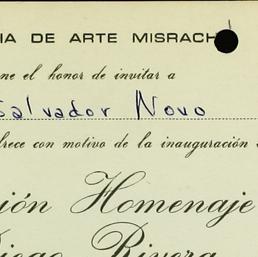 IA DE ARTE MISRACH
ne el honor de invitar a
Salvador Novo
frece con motivo de la inauguración
ión Homenaje
Diego Rivera